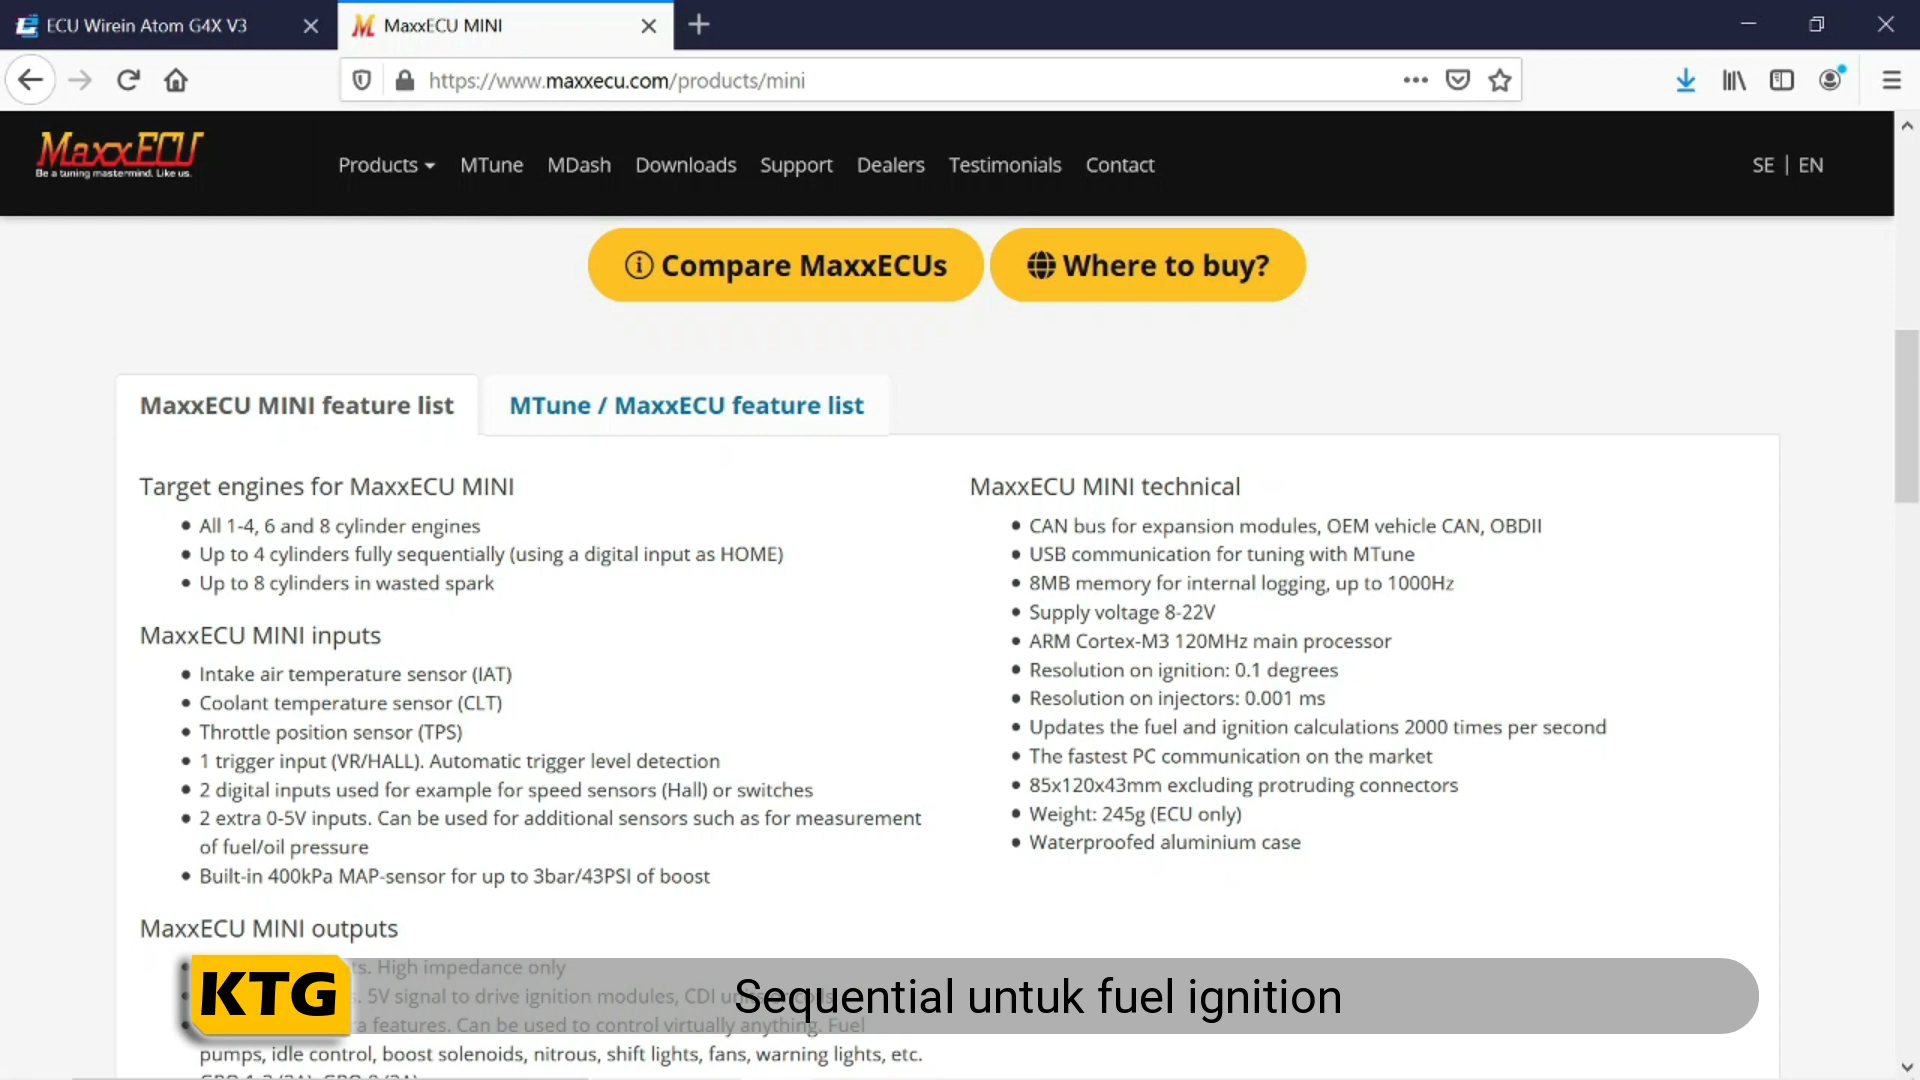 ECU Wirein Atom G4X V3
MaxxECU MINI
https://www.maxxecu.com/products/mini
MaxxECU
Be a tuning mastermind. Like us.
Products MTune MDash Downloads Support Dealers Testimonials Contact
SE | EN
Compare MaxxECUs Where to buy?
MaxxECU MINI feature list
MTune / MaxxECU feature list
Target engines for MaxxECU MINI
All 1-4, 6 and 8 cylinder engines
Up to 4 cylinders fully sequentially (using a digital input as HOME)
Up to 8 cylinders in wasted spark
MaxxECU MINI inputs
Intake air temperature sensor (IAT)
Coolant temperature sensor (CLT)
Throttle position sensor (TPS)
1 trigger input (VR/HALL). Automatic trigger level detection
2 digital inputs used for example for speed sensors (Hall) or switches
2 extra 0-5V inputs. Can be used for additional sensors such as for measurement
of fuel/oil pressure
Built-in 400kPa MAP-sensor for up to 3bar/43PSI of boost
MaxxECU MINI outputs
High impedance only
5V signal to drive ignition modules, CDI
features. Can be used to control virtually anything. Fuel
pumps, idle control, boost solenoids, nitrous, shift lights, fans, warning lights, etc.
MaxxECU MINI technical
CAN bus for expansion modules, OEM vehicle CAN, OBDII
USB communication for tuning with MTune
8MB memory for internal logging, up to 1000Hz
Supply voltage 8-22V
ARM Cortex-M3 120MHz main processor
Resolution on ignition: 0.1 degrees
Resolution on injectors: 0.001 ms
Updates the fuel and ignition calculations 2000 times per second
The fastest PC communication on the market
85x120x43mm excluding protruding connectors
Weight: 245g (ECU only)
Waterproofed aluminium case
KTG
Sequential untuk fuel ignition